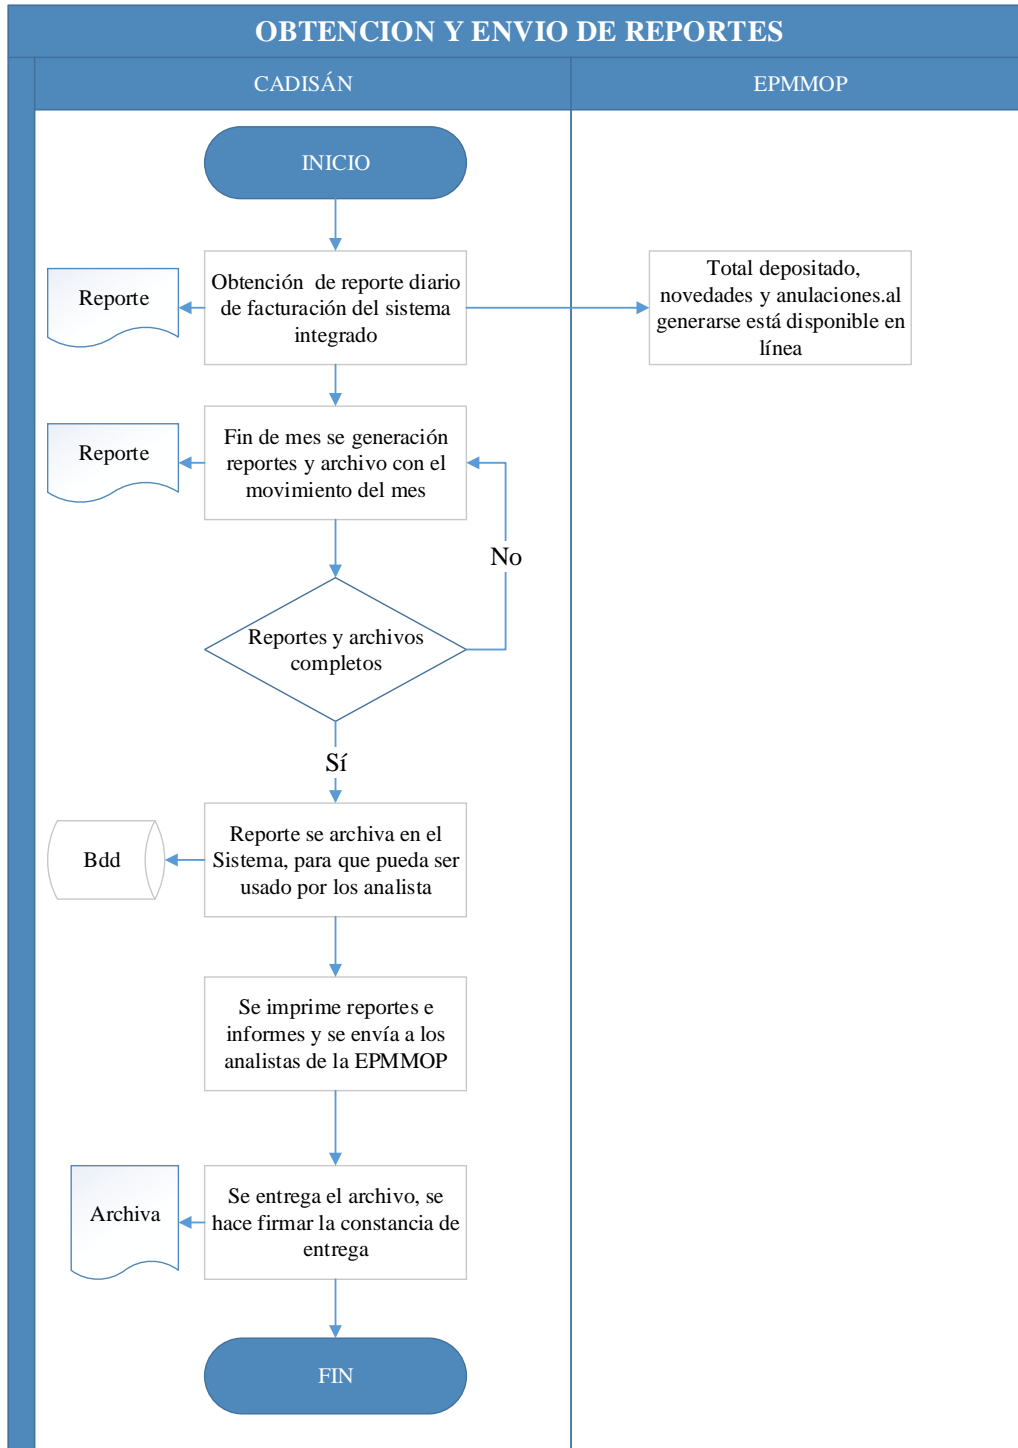 OBTENCION Y ENVIO DE REPORTES
CADISÁN
EPMMOP
INICIO
Reporte
Obtención de reporte diario
de facturación del sistema
integrado
Total depositado,
novedades y anulaciones.al
generarse está disponible en
línea
Reporte
Fin de mes se generación
reportes y archivo con el
movimiento del mes
No
Reportes y archivos
completos
Sí
Bdd
Reporte se archiva en el
Sistema, para que pueda ser
usado por los analista
Se imprime reportes e
informes y se envía a los
analistas de la EPMMOP
Archiva
Se entrega el archivo, se
hace firmar la constancia de
entrega
FIN